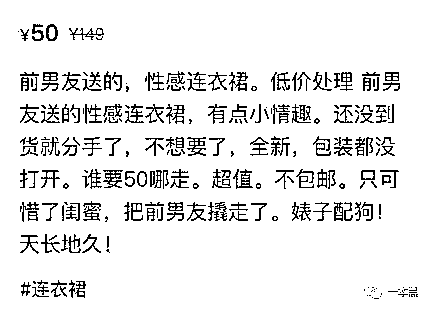 ¥50 ¥149
前男友送的，性感连衣裙。低价处理 前男
友送的性感连衣裙，有点小情趣。还没到
货就分手了，不想要了，全新，包装都没
打开。谁要50哪走。超值。不包邮。只可
惜了闺蜜，把前男友撬走了。婊子配狗！
天长地久！
#连衣裙